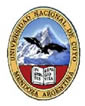 UNIVERSIDAD NACIONAL DE CUYO
MENDOZA ARGENTINA